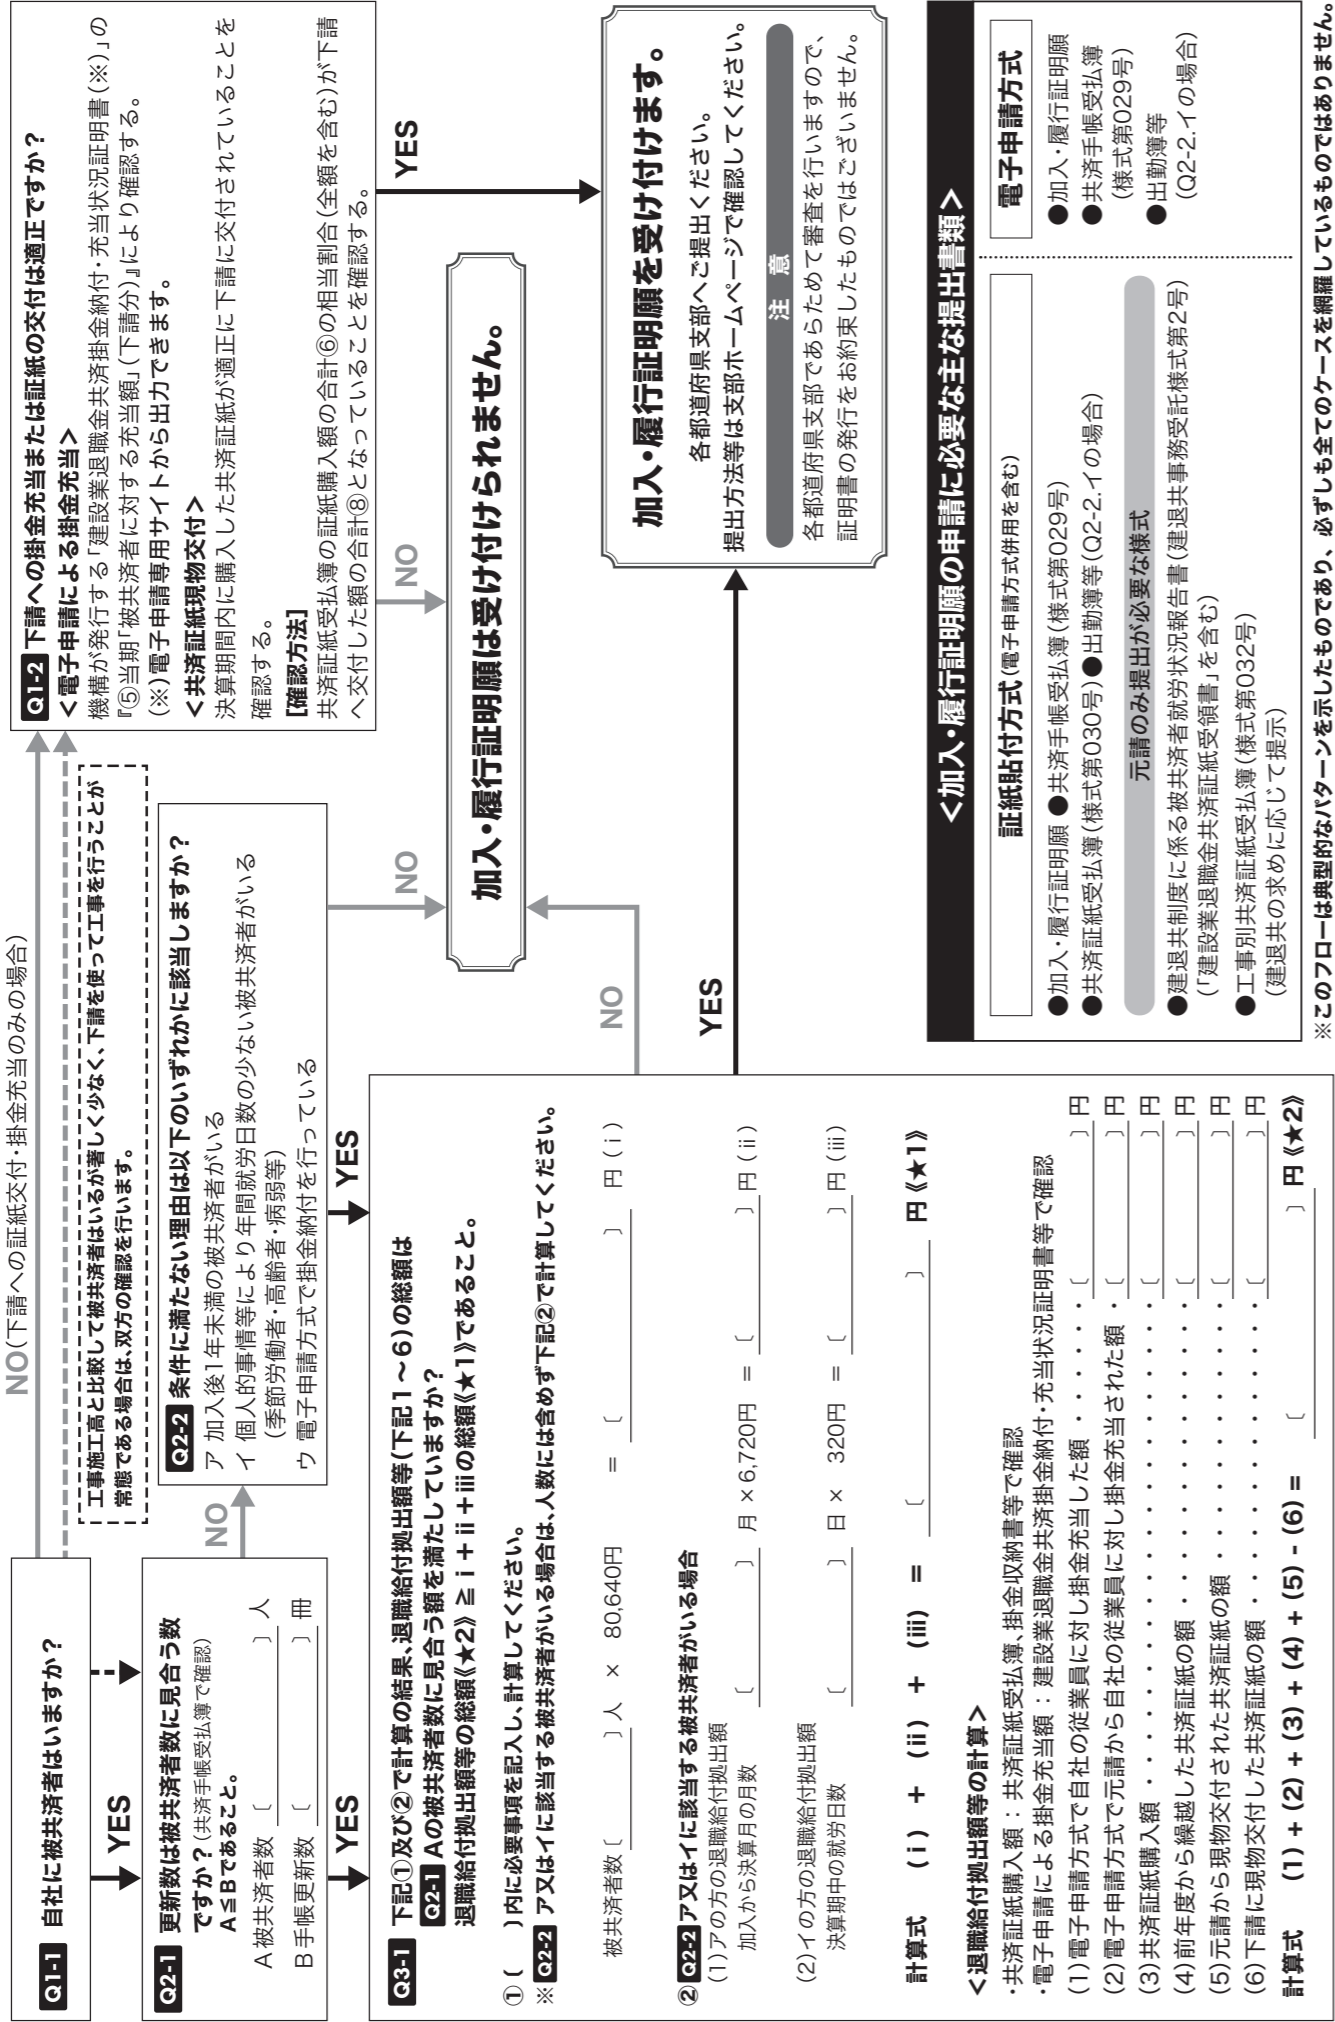 Q1-1 自社に被共済者はいますか？
YES
NO(下請への証紙交付・掛金充当のみの場合)
工事施工高と比較して被共済者はいるが著しく少なく、下請を使って工事を行うことが
常態である場合は、双方の確認を行います。
Q1-2 下請への掛金充当または証紙の交付は適正ですか？
＜電子申請による掛金充当＞
機構が発行する「建設業退職金共済掛金納付・充当状況証明書(※)」の
『⑤当期「被共済者に対する充当額」(下請分)』により確認する。
(※)電子申請専用サイトから出力できます。
＜共済証紙現物交付＞
決算期間内に購入した共済証紙が適正に下請に交付されていることを
確認する。
[確認方法]
共済証紙受払簿の証紙購入額の合計⑥の相当割合(全額を含む)が下請
へ交付した額の合計⑧となっていることを確認する。
NO
YES
Q2-1 更新数は被共済者数に見合う数
ですか？(共済手帳受払簿で確認)
A≦Bであること。
A被共済者数 〔 〕人
B手帳更新数 〔 〕冊
YES
NO
Q2-2 条件に満たない理由は以下のいずれかに該当しますか？
ア 加入後1年未満の被共済者がいる
イ 個人的事情等により年間就労日数の少ない被共済者がいる
(季節労働者・高齢者・病弱等)
ウ 電子申請方式で掛金納付を行っている
YES
NO
加入・履行証明願は受け付けられません。
Q3-1 下記①及び②で計算の結果、退職給付拠出額等(下記1～6)の総額は
Q2-1 Aの被共済者数に見合う額を満たしていますか？
退職給付拠出額等の総額《★2》≧ⅰ+ⅱ+ⅲの総額《★1》であること。
①( )内に必要事項を記入し、計算してください。
※ Q2-2 ア又はイに該当する被共済者がいる場合は、人数には含めず下記②で計算してください。
被共済者数〔 〕人 × 80,640円 = 〔 〕円(ⅰ)
② Q2-2 ア又はイに該当する被共済者がいる場合
(1)アの方の退職給付拠出額
加入から決算月の月数 〔 〕月×6,720円 =〔 〕円(ⅱ)
(2)イの方の退職給付拠出額
決算期中の就労日数 〔 〕日× 320円 =〔 〕円(ⅲ)
計算式 (ⅰ) + (ⅱ) + (ⅲ) = 〔 〕円《★1》
＜退職給付拠出額等の計算＞
・共済証紙購入額：共済証紙受払簿、掛金収納書等で確認
・電子申請による掛金充当額：建設業退職金共済掛金納付・充当状況証明書等で確認
(1)電子申請方式で自社の従業員に対し掛金充当した額・・・・・〔 〕円
(2)電子申請方式で元請から自社の従業員に対し掛金充当された額・〔 〕円
(3)共済証紙購入額・・・・・・・・・・・・・・・〔 〕円
(4)前年度から繰越した共済証紙の額・・・・・・・・・〔 〕円
(5)元請から現物交付された共済証紙の額・・・・・・・・〔 〕円
(6)下請に現物交付した共済証紙の額・・・・・・・・・〔 〕円
計算式 (1)+(2)+(3)+(4)+(5)-(6)= 〔 〕円《★2》
NO
YES
加入・履行証明願を受け付けます。
各都道府県支部へご提出ください。
提出方法等は支部ホームページで確認してください。
注 意
各都道府県支部であらためて審査を行いますので、
証明書の発行をお約束したものではございません。
＜加入・履行証明願の申請に必要な主な提出書類＞
証紙貼付方式(電子申請方式併用を含む)
●加入・履行証明願 ●共済手帳受払簿(様式第029号)
●共済証紙受払簿(様式第030号)●出勤簿等(Q2-2.イの場合)
元請のみ提出が必要な様式
●建退共制度に係る被共済者就労状況報告書(建退共事務受託様式第2号)
(「建設業退職金共済証紙受領書」を含む)
●工事別共済証紙受払簿(様式第032号)
(建退共の求めに応じて提示)
電子申請方式
●加入・履行証明願
●共済手帳受払簿
(様式第029号)
●出勤簿等
(Q2-2.イの場合)
※このフローは典型的なパターンを示したものであり、必ずしも全てのケースを網羅しているものではありません。